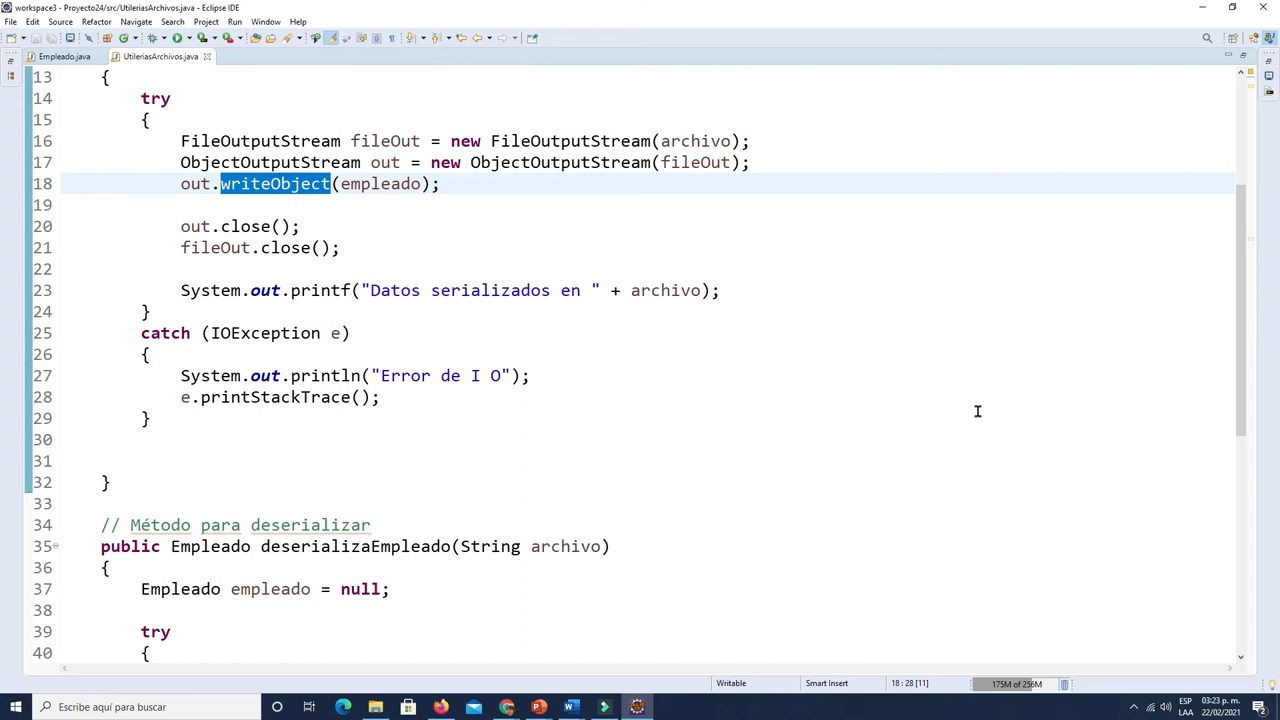 workspace3 - Proyecto24/src/UtileriasArchivos.java - Eclipse IDE
File Edit Source Refactor Navigate Search Project Run Window Help
Empleado.java UtileriasArchivos.java
13 {
14 try
15 {
16 FileOutputStream fileOut = new FileOutputStream(archivo);
17 ObjectOutputStream out = new ObjectOutputStream(fileOut);
18 out.writeObject(empleado);
19
20 out.close();
21 fileOut.close();
22
23 System.out.printf("Datos serializados en " + archivo);
24 }
25 catch (IOException e)
26 {
27 System.out.println("Error de I O");
28 e.printStackTrace();
29 }
30
31
32 }
33
34 // Método para deserializar
35 public Empleado deserializaEmpleado(String archivo)
36 {
37 Empleado empleado = null;
38
39 try
40 {
Writable Smart Insert 18 : 28 [11] 175M of 256M
Escribe aquí para buscar ESP 03:23 p. m.
LAA 22/02/2021